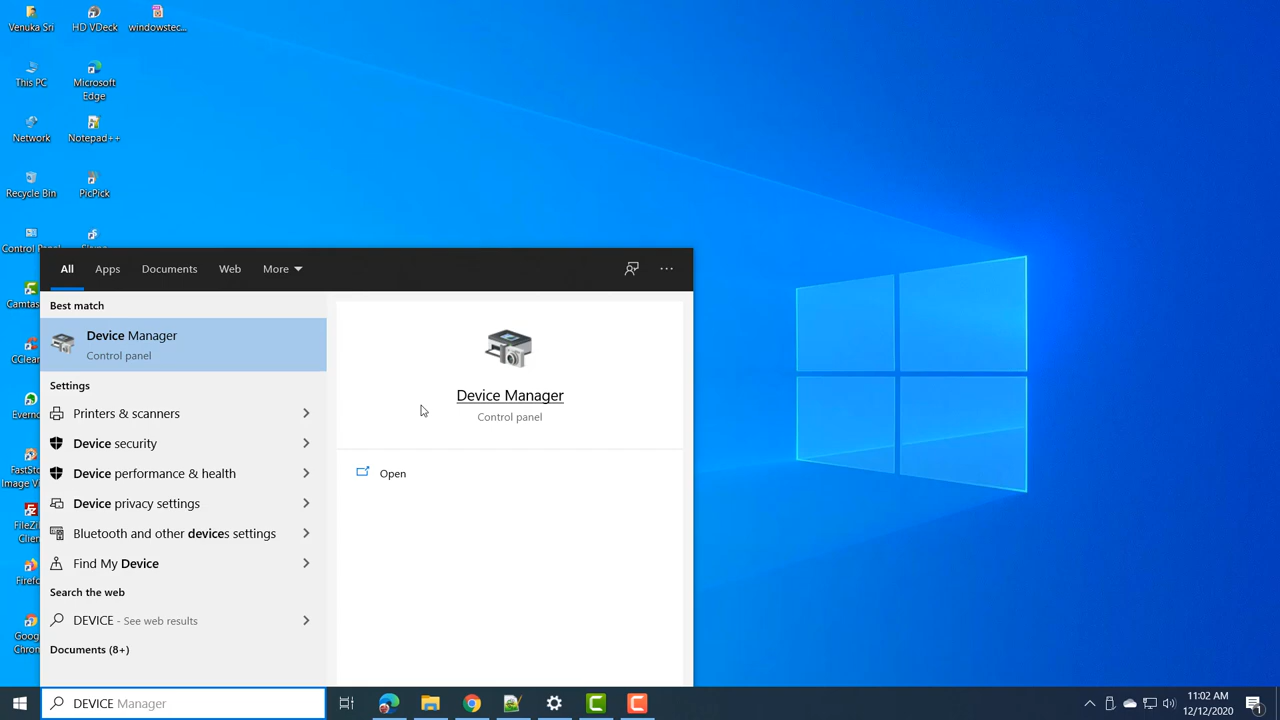 Venuka Sri
HD VDeck
windowstec...
This PC
Microsoft
Edge
Network
Notepad++
Recycle Bin
PicPick
All
Apps
Documents
Web
More
Best match
Device Manager
Control panel
Settings
Printers & scanners
Device security
Device performance & health
Device privacy settings
Bluetooth and other devices settings
Find My Device
Search the web
DEVICE - See web results
Documents (8+)
Device Manager
Control panel
Open
DEVICE Manager
11:02 AM
12/12/2020
1